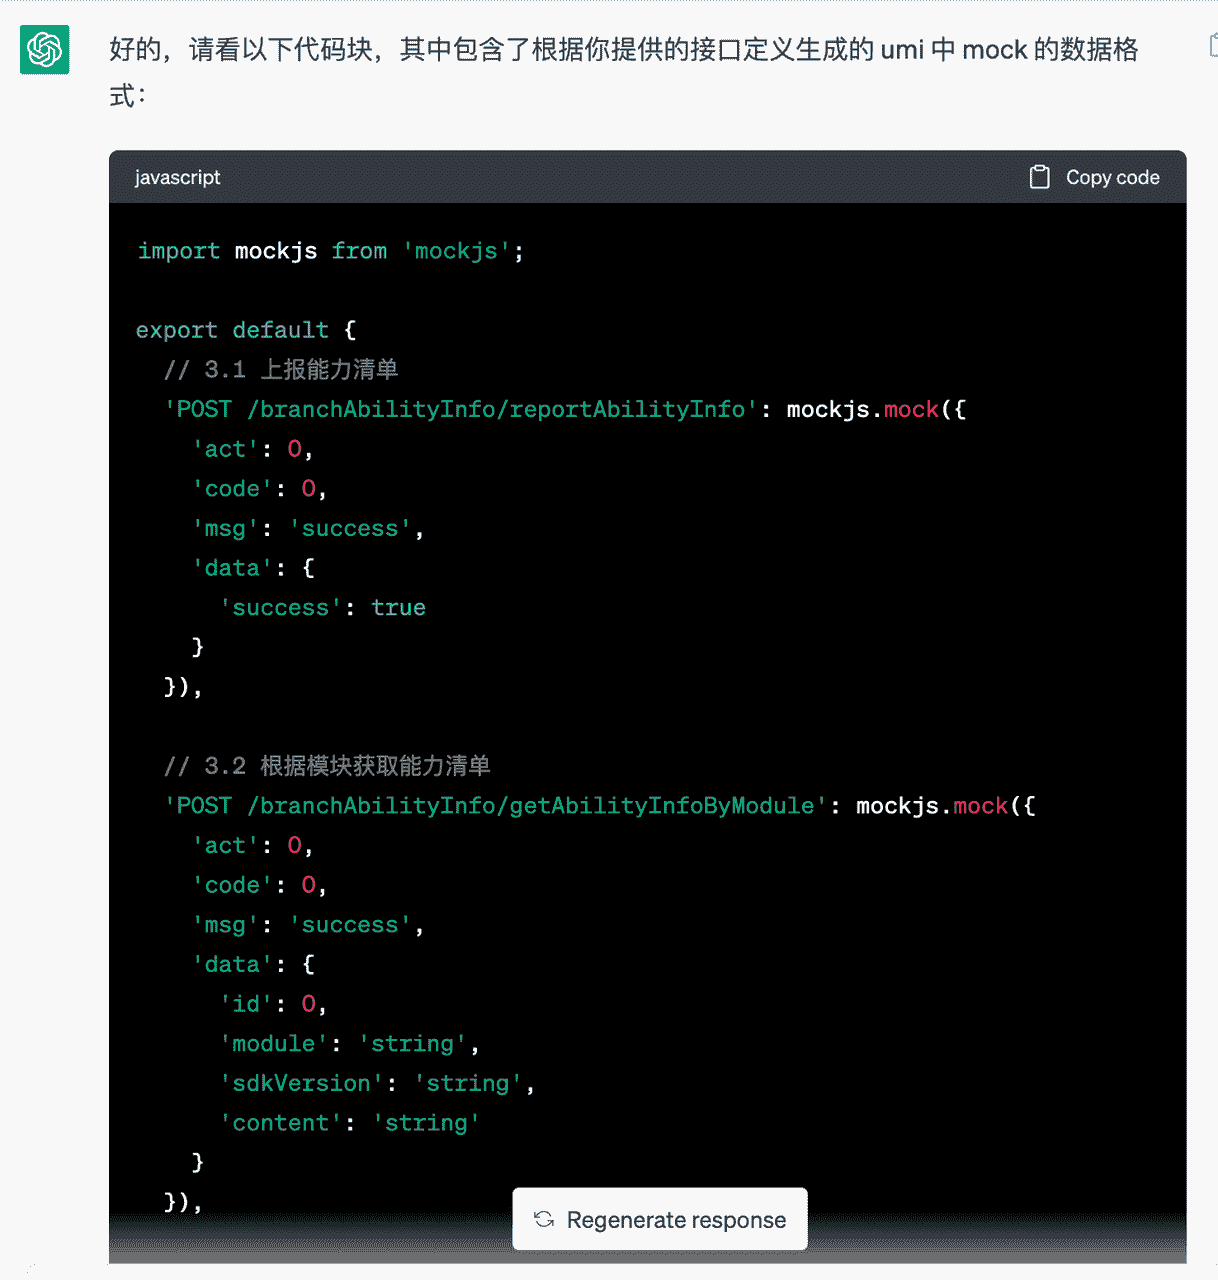 好的，请看以下代码块，其中包含了根据你提供的接口定义生成的 umi 中 mock 的数据格
式：
javascript
Copy code
import mockjs from 'mockjs';
export default {
// 3.1 上报能力清单
'POST /branchAbilityInfo/reportAbilityInfo': mockjs.mock({
'act': 0,
'code': 0,
'msg': 'success',
'data': {
'success': true
}
}),
// 3.2 根据模块获取能力清单
'POST /branchAbilityInfo/getAbilityInfoByModule': mockjs.mock({
'act': 0,
'code': 0,
'msg': 'success',
'data': {
'id': 0,
'module': 'string',
'sdkVersion': 'string',
'content': 'string'
}
}),
Regenerate response